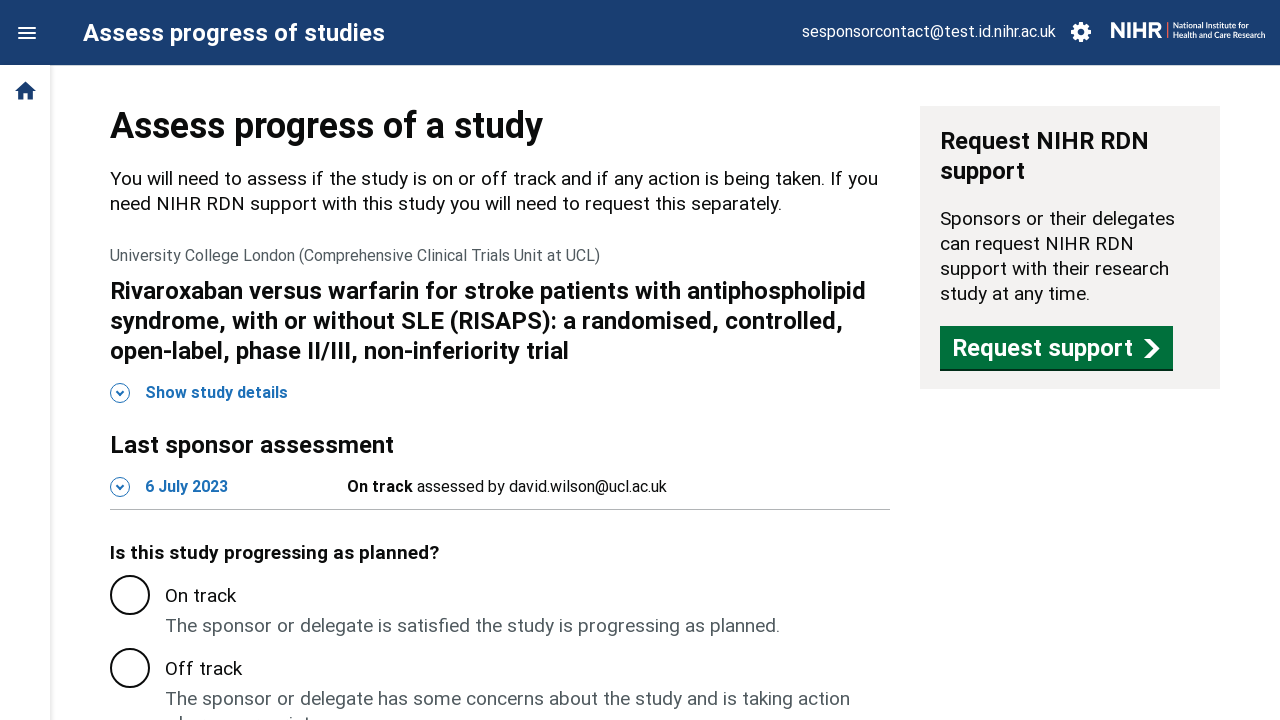 Assess progress of studies
sesponsorcontact@test.id.nihr.ac.uk
NIHR | National Institute for
Health and Care Research
Assess progress of a study
You will need to assess if the study is on or off track and if any action is being taken. If you
need NIHR RDN support with this study you will need to request this separately.
University College London (Comprehensive Clinical Trials Unit at UCL)
Rivaroxaban versus warfarin for stroke patients with antiphospholipid
syndrome, with or without SLE (RISAPS): a randomised, controlled,
open-label, phase II/III, non-inferiority trial
Show study details
Last sponsor assessment
6 July 2023 On track assessed by david.wilson@ucl.ac.uk
Is this study progressing as planned?
On track
The sponsor or delegate is satisfied the study is progressing as planned.
Off track
The sponsor or delegate has some concerns about the study and is taking action
Request NIHR RDN
support
Sponsors or their delegates
can request NIHR RDN
support with their research
study at any time.
Request support